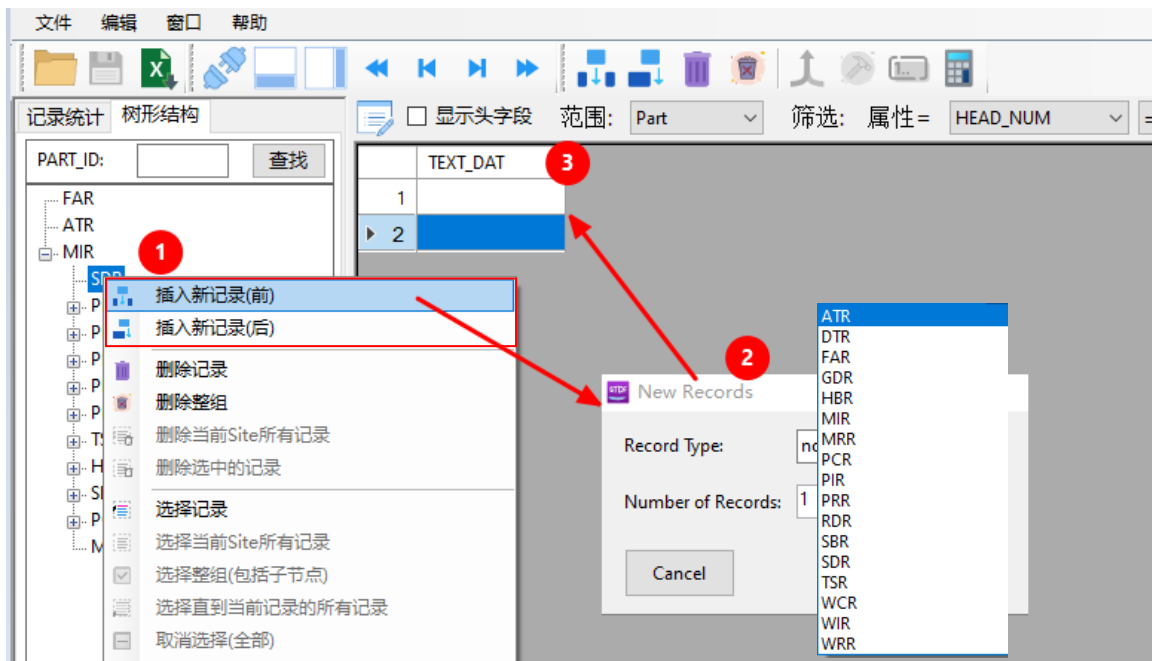 文件 编辑 窗口 帮助
记录统计 树形结构
显示头字段 范围: Part 筛选: 属性= HEAD_NUM =
PART_ID: 查找
TEXT_DAT 3
1
2
FAR
ATR
MIR
1
插入新记录(前)
插入新记录(后)
删除记录
删除整组
删除当前Site所有记录
删除选中的记录
选择记录
选择当前Site所有记录
选择整组(包括子节点)
选择直到当前记录的所有记录
取消选择(全部)
2
STDF New Records
Record Type:
Number of Records: 1
Cancel
ATR
DTR
FAR
GDR
HBR
MIR
MRR
PCR
PIR
PRR
RDR
SBR
SDR
TSR
WCR
WIR
WRR